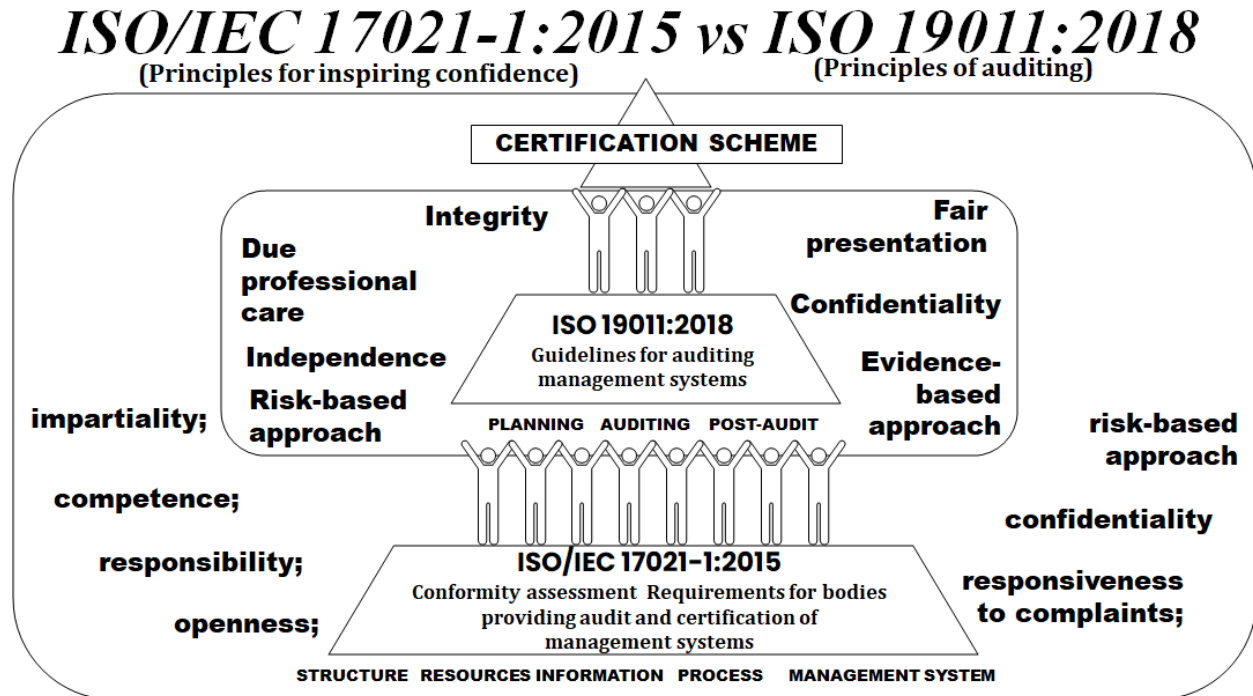 ISO/IEC 17021-1:2015 vs ISO 19011:2018
(Principles for inspiring confidence)
(Principles of auditing)
CERTIFICATION SCHEME
Integrity
Due
professional
care
Independence
Risk-based
approach
Fair
presentation
Confidentiality
Evidence-
based
approach
ISO 19011:2018
Guidelines for auditing
management systems
PLANNING AUDITING POST-AUDIT
impartiality;
competence;
responsibility;
openness;
risk-based
approach
confidentiality
responsiveness
to complaints;
ISO/IEC 17021-1:2015
Conformity assessment Requirements for bodies
providing audit and certification of
management systems
STRUCTURE RESOURCES INFORMATION PROCESS MANAGEMENT SYSTEM